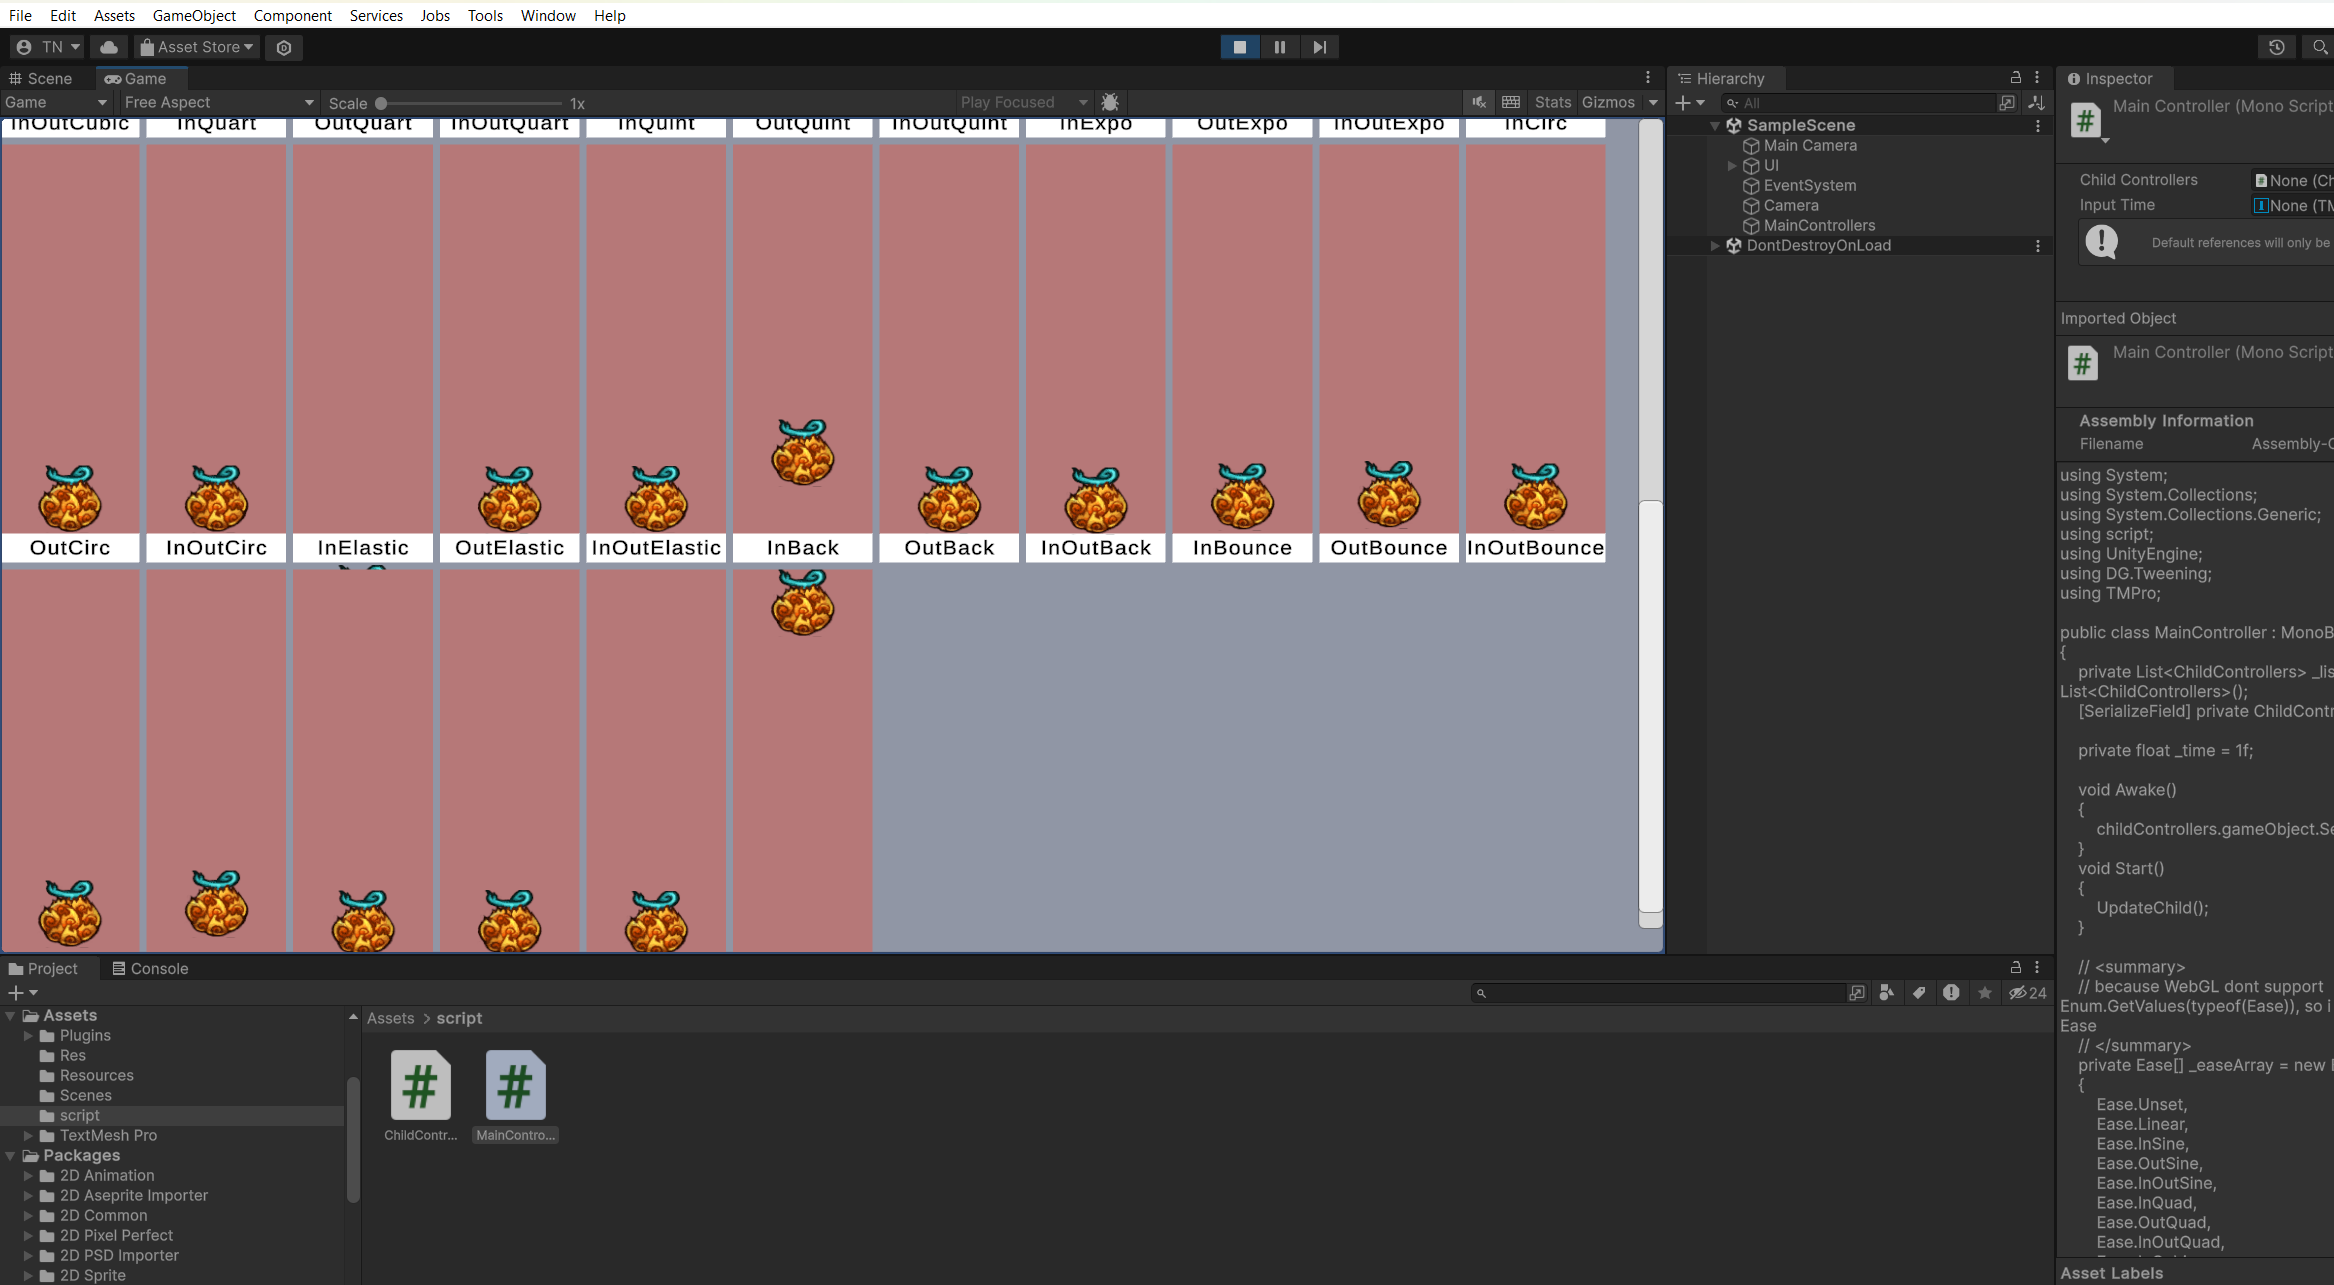 File Edit Assets GameObject Component Services Jobs Tools Window Help
TN Asset Store
Scene Game
Game Free Aspect Scale 1x Play Focused Stats Gizmos
InOutCubic InQuart OutQuart InOutQuart InQuint OutQuint InOutQuint InExpo OutExpo InOutExpo InCirc
OutCirc InOutCirc InElastic OutElastic InOutElastic InBack OutBack InOutBack InBounce OutBounce InOutBounce
Hierarchy
All
SampleScene
Main Camera
UI
EventSystem
Camera
MainControllers
DontDestroyOnLoad
Inspector
Main Controller (Mono Script
Child Controllers None (Ch
Input Time None (TM
Default references will only be
Imported Object
Main Controller (Mono Script
Assembly Information
Filename Assembly-C
using System;
using System.Collections;
using System.Collections.Generic;
using script;
using UnityEngine;
using DG.Tweening;
using TMPro;
public class MainController : MonoB
{
private List<ChildControllers> _lis
List<ChildControllers>();
[SerializeField] private ChildContr
private float _time = 1f;
void Awake()
{
childControllers.gameObject.Se
}
void Start()
{
UpdateChild();
}
// <summary>
// because WebGL dont support
Enum.GetValues(typeof(Ease)), so i
Ease
// </summary>
private Ease[] _easeArray = new
{
Ease.Unset,
Ease.Linear,
Ease.InSine,
Ease.OutSine,
Ease.InOutSine,
Ease.InQuad,
Ease.OutQuad,
Ease.InOutQuad,
Asset Labels
Project Console
24
Assets
Plugins
Res
Resources
Scenes
script
TextMesh Pro
Packages
2D Animation
2D Aseprite Importer
2D Common
2D Pixel Perfect
2D PSD Importer
2D Sprite
Assets > script
ChildContr... MainContro...